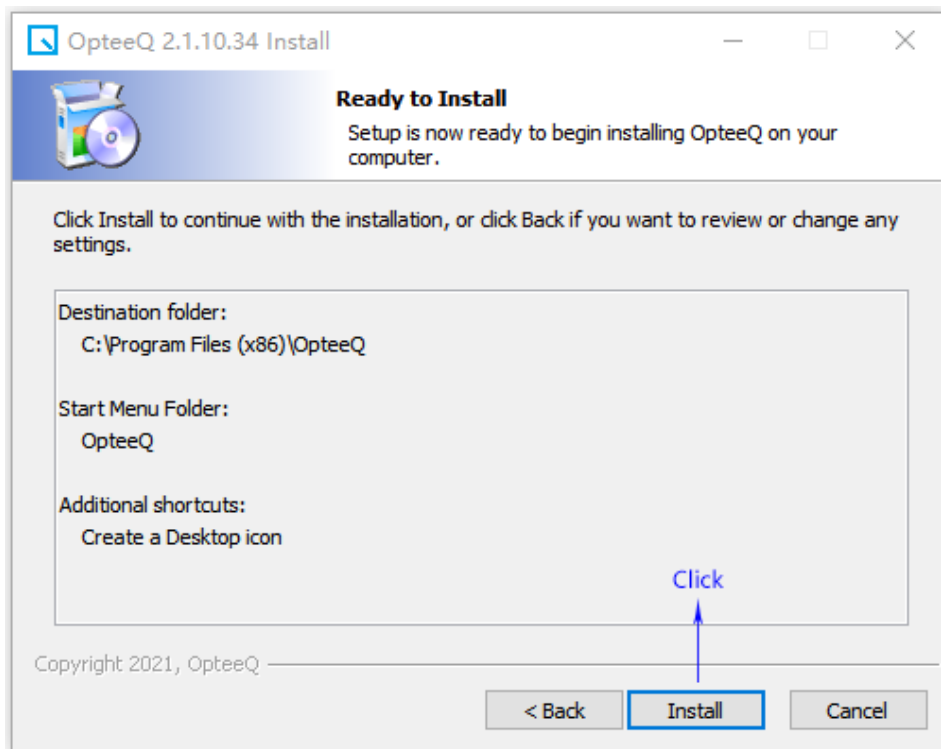 OpteeQ 2.1.10.34 Install
Ready to Install
Setup is now ready to begin installing OpteeQ on your
computer.
Click Install to continue with the installation, or click Back if you want to review or change any
settings.
Destination folder:
C:\Program Files (x86)\OpteeQ
Start Menu Folder:
OpteeQ
Additional shortcuts:
Create a Desktop icon
Click
Copyright 2021, OpteeQ
< Back
Install
Cancel